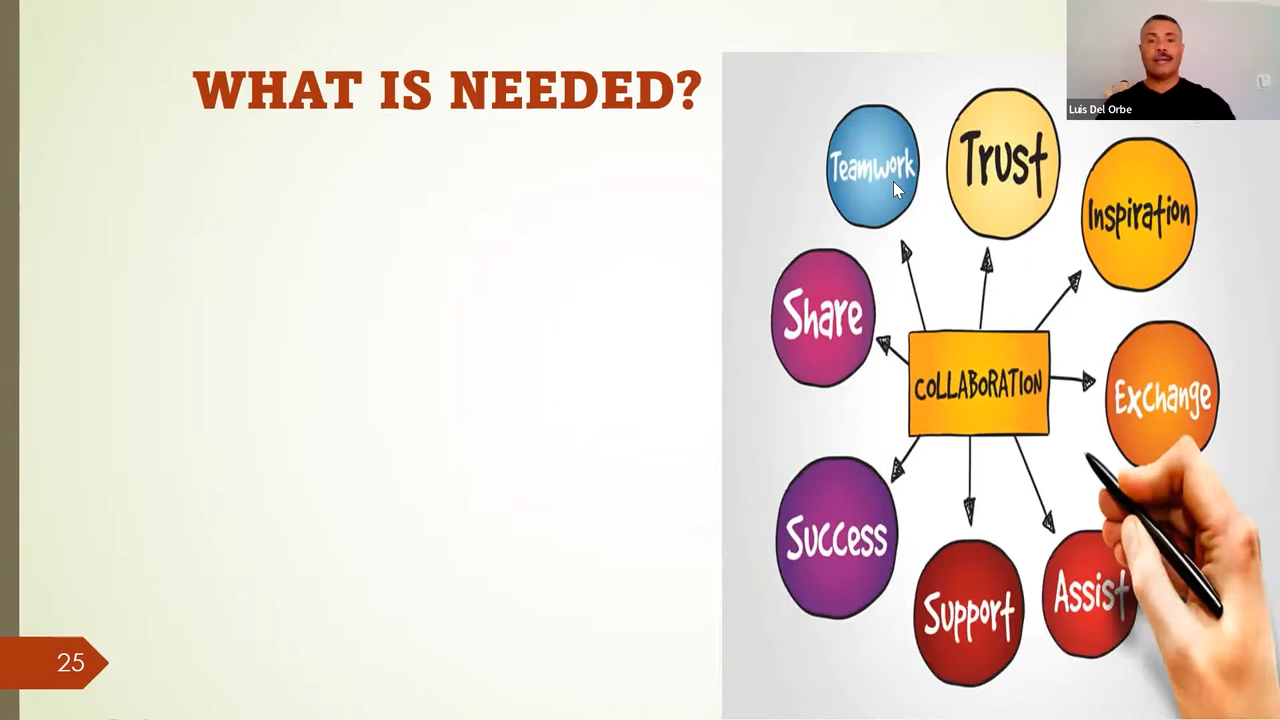 WHAT IS NEEDED?
Luis Del Orbe
Teamwork
Trust
Inspiration
Share
COLLABORATION
Exchange
Success
Support
Assist
25